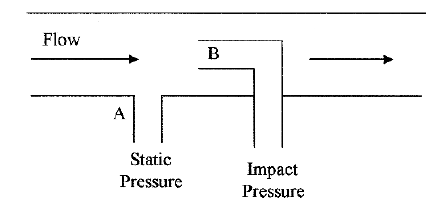 Flow
B
A
Static
Pressure
Impact
Pressure